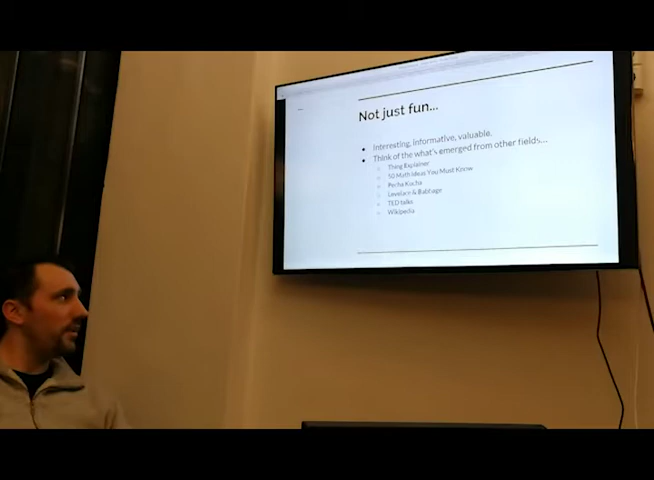 Not just fun...
Interesting, informative, valuable.
Think of the what's emerged from other fields...
Thing Explainer
50 Math Ideas You Must Know
Pecha Kucha
Lovelace & Babbage
TED talks
Wikipedia